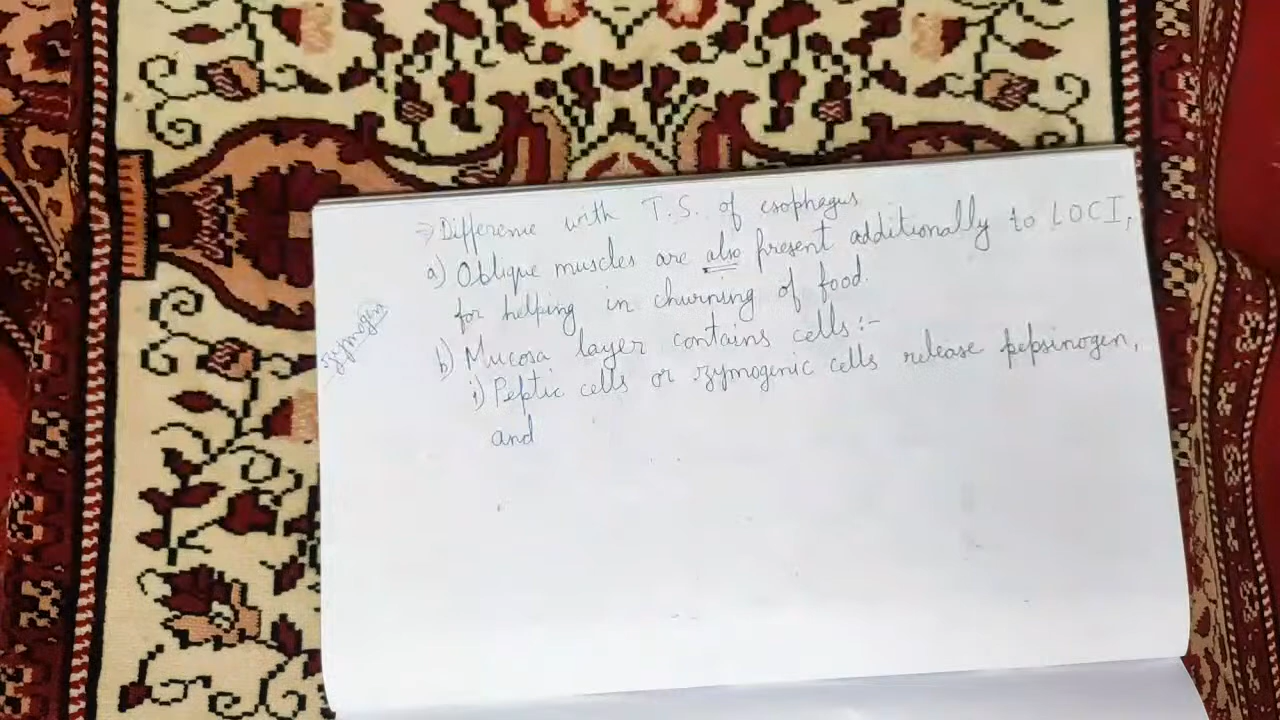 ⇒ Difference with T.S. of esophagus
a) Oblique muscles are also present additionally to LOCI,
for helping in churning of food.
b) Mucosa layer contains cells:-
i) Peptic cells or zymogenic cells release pepsinogen,
and
zymogen